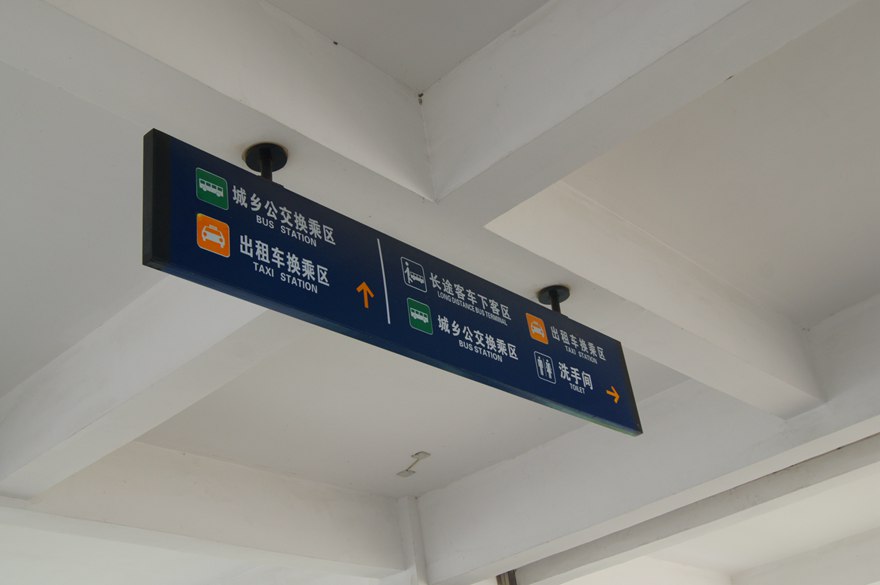 城乡公交换乘区
BUS STATION
出租车换乘区
TAXI STATION
长途客车下客区
LONG DISTANCE BUS TERMINAL
城乡公交换乘区
BUS STATION
出租车换乘区
TAXI STATION
洗手间
TOILET